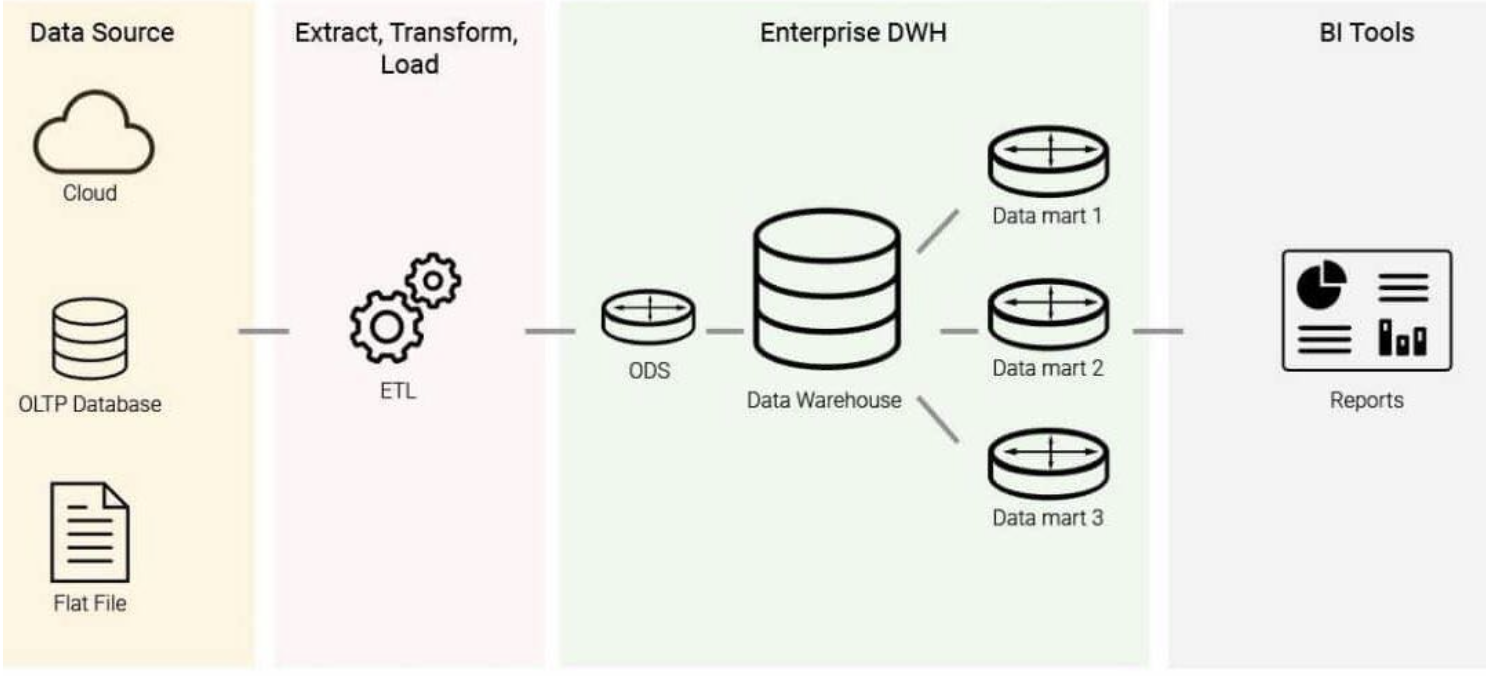 Data Source
Cloud
OLTP Database
Flat File
Extract, Transform,
Load
ETL
Enterprise DWH
ODS
Data Warehouse
Data mart 1
Data mart 2
Data mart 3
BI Tools
Reports